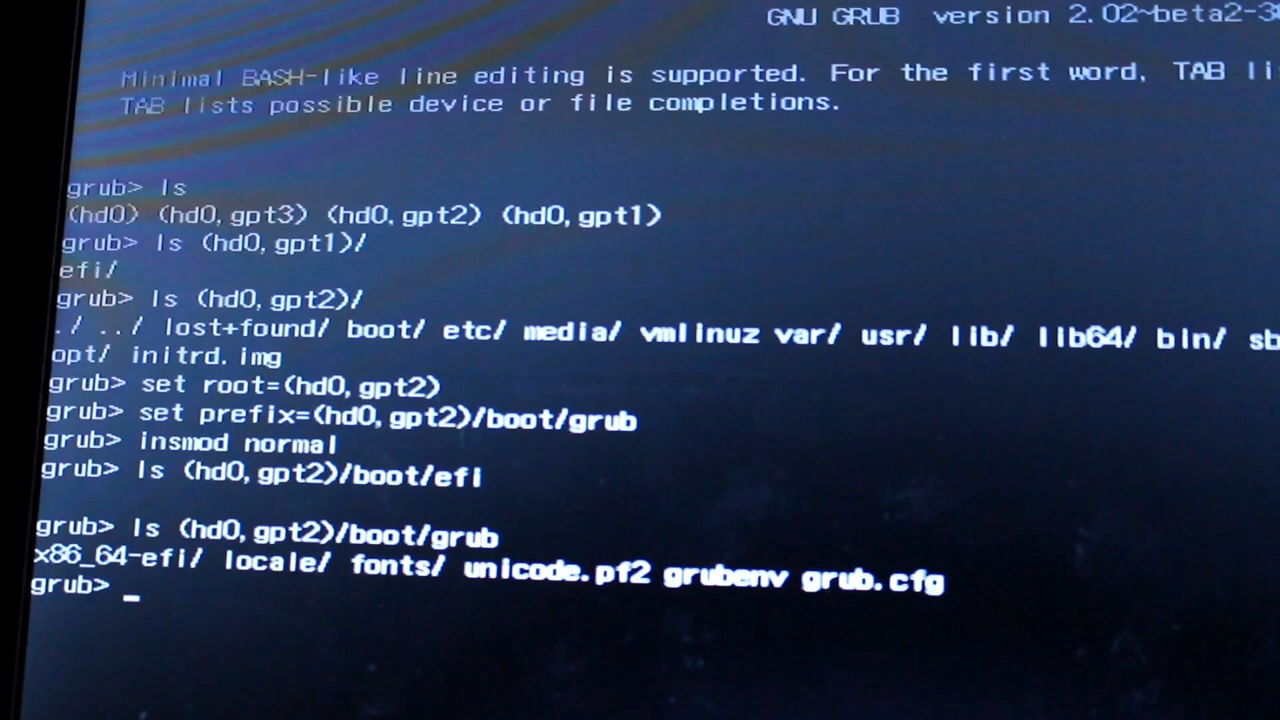 GNU GRUB version 2.02~beta2-3
Minimal BASH-like line editing is supported. For the first word, TAB
TAB lists possible device or file completions.
grub> ls
(hd0) (hd0,gpt3) (hd0,gpt2) (hd0,gpt1)
grub> ls (hd0,gpt1)/
efi/
grub> ls (hd0,gpt2)/
./ ../ lost+found/ boot/ etc/ media/ vmlinuz var/ usr/ lib/ lib64/ bin/
opt/ initrd.img
grub> set root=(hd0,gpt2)
grub> set prefix=(hd0,gpt2)/boot/grub
grub> insmod normal
grub> ls (hd0,gpt2)/boot/efi
grub> ls (hd0,gpt2)/boot/grub
x86_64-efi/ locale/ fonts/ unicode.pf2 grubenv grub.cfg
grub> _